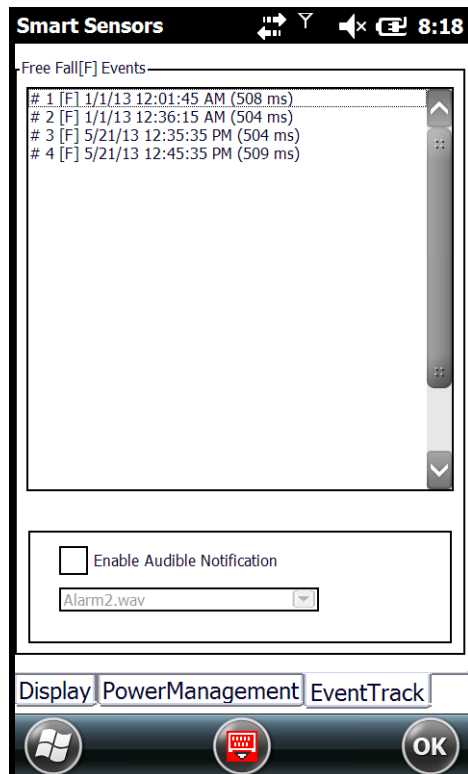 Smart Sensors 8:18
Free Fall[F] Events
# 1 [F] 1/1/13 12:01:45 AM (508 ms)
# 2 [F] 1/1/13 12:36:15 AM (504 ms)
# 3 [F] 5/21/13 12:35:35 PM (504 ms)
# 4 [F] 5/21/13 12:45:35 PM (509 ms)
Enable Audible Notification
Alarm2.wav
Display PowerManagement EventTrack
OK